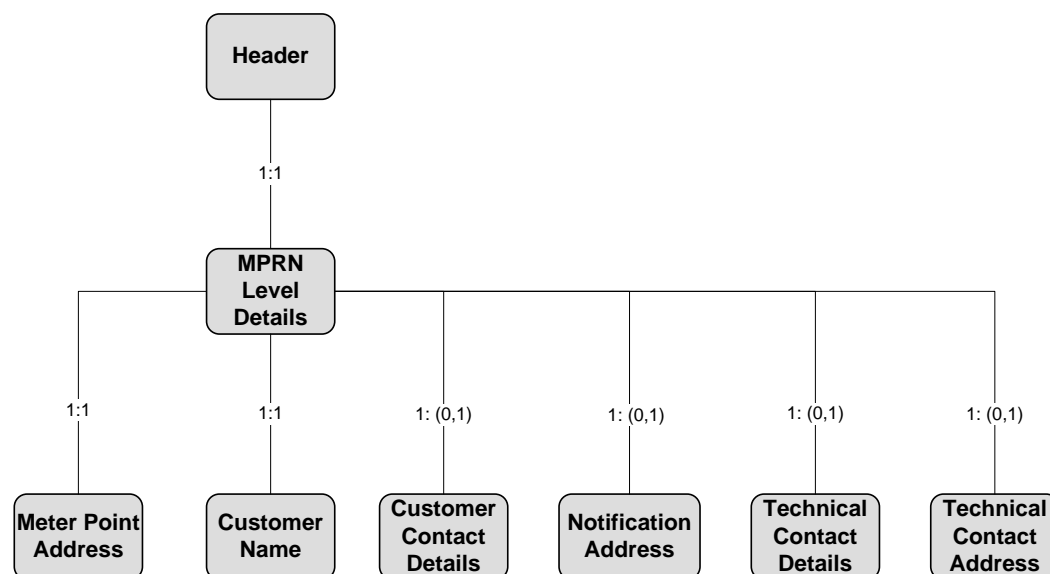 Header
1:1
MPRN
Level
Details
1:1
1:1
1: (0,1)
1: (0,1)
1: (0,1)
1: (0,1)
Meter Point
Address
Customer
Name
Customer
Contact
Details
Notification
Address
Technical
Contact
Details
Technical
Contact
Address